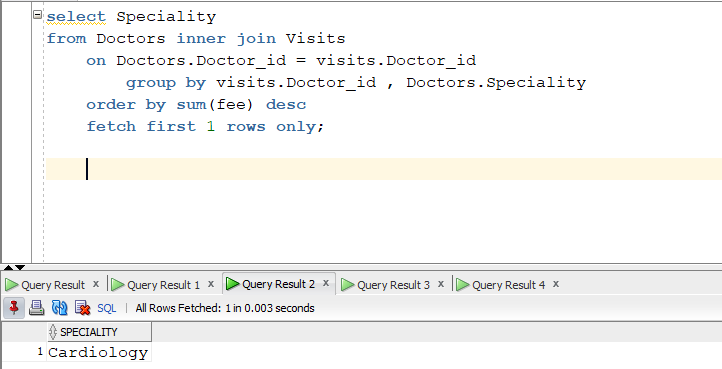 select Speciality
from Doctors inner join Visits
on Doctors.Doctor_id = visits.Doctor_id
group by visits.Doctor_id , Doctors.Speciality
order by sum(fee) desc
fetch first 1 rows only;
Query Result x Query Result 1 x Query Result 2 x Query Result 3 x Query Result 4 x
SQL | All Rows Fetched: 1 in 0.003 seconds
SPECIALITY
1 Cardiology